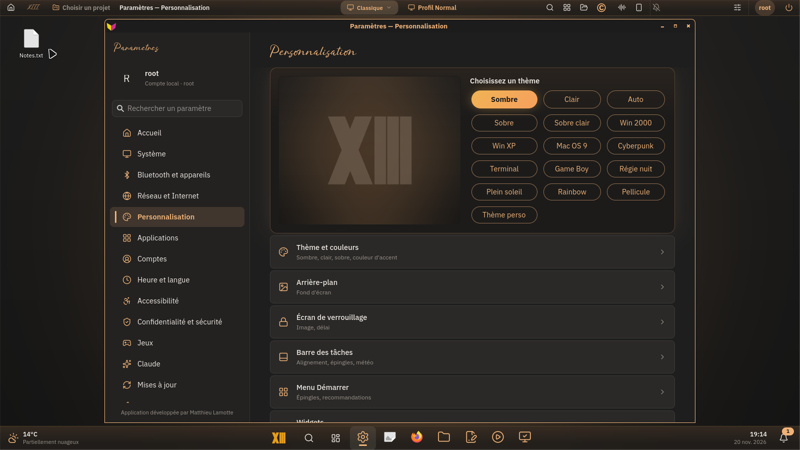 Choisir un projet
Paramètres — Personnalisation
Classique
Profil Normal
root
Notes.txt
Paramètres — Personnalisation
Paramètres
R
root
Compte local · root
Rechercher un paramètre
Accueil
Système
Bluetooth et appareils
Réseau et Internet
Personnalisation
Applications
Comptes
Heure et langue
Accessibilité
Confidentialité et sécurité
Jeux
Claude
Mises à jour
Application développée par Matthieu Lamotte
Personnalisation
XIII
Choisissez un thème
Sombre
Clair
Auto
Sobre
Sobre clair
Win 2000
Win XP
Mac OS 9
Cyberpunk
Terminal
Game Boy
Régie nuit
Plein soleil
Rainbow
Pellicule
Thème perso
Thème et couleurs
Sombre, clair, sobre, couleur d'accent
Arrière-plan
Fond d'écran
Écran de verrouillage
Image, délai
Barre des tâches
Alignement, épingles, météo
Menu Démarrer
Épingles, recommandations
Widgets
14°C
Partiellement nuageux
XIII
19:14
20 nov. 2026
1